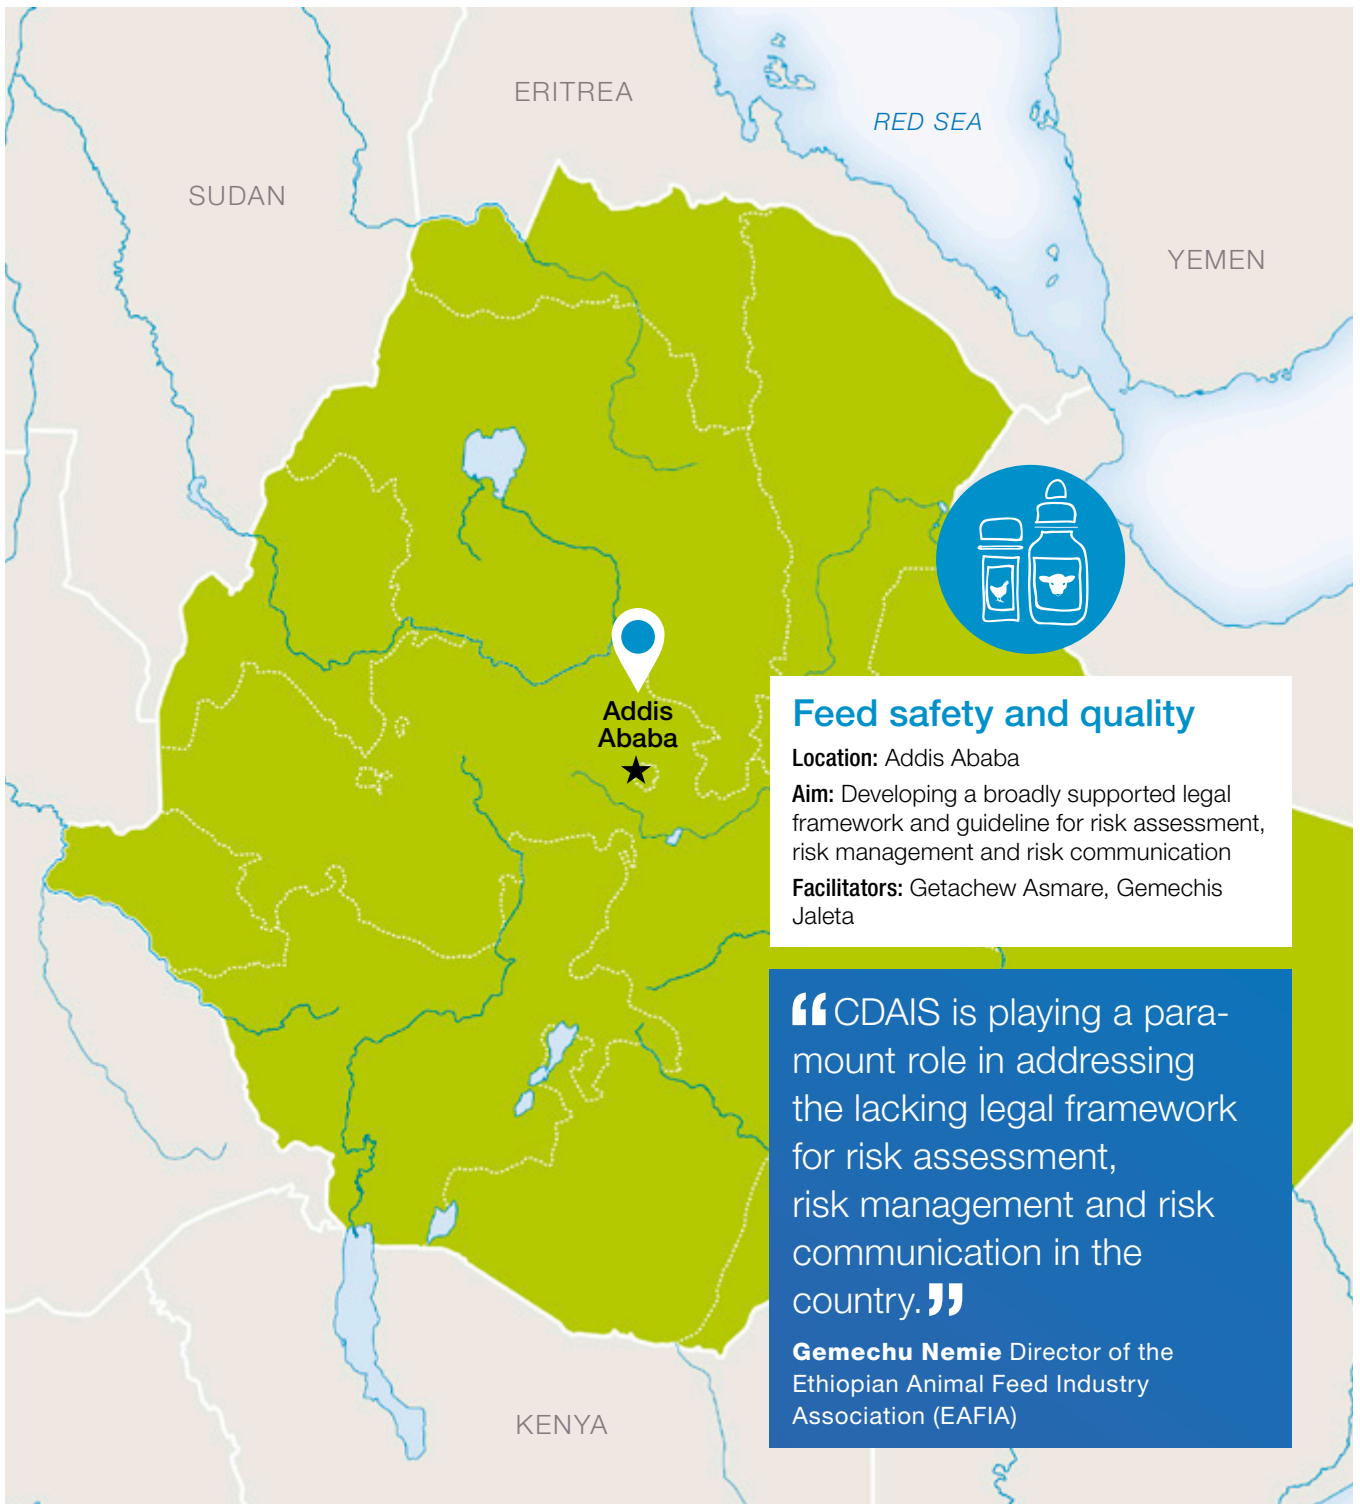 ERITREA
RED SEA
SUDAN
YEMEN
Addis
Ababa
Feed safety and quality
Location: Addis Ababa
Aim: Developing a broadly supported legal
framework and guideline for risk assessment,
risk management and risk communication
Facilitators: Getachew Asmare, Gemechis
Jaleta
“CDAIS is playing a para-
mount role in addressing
the lacking legal framework
for risk assessment,
risk management and risk
communication in the
country.”
Gemechu Nemie Director of the
Ethiopian Animal Feed Industry
Association (EAFIA)
KENYA